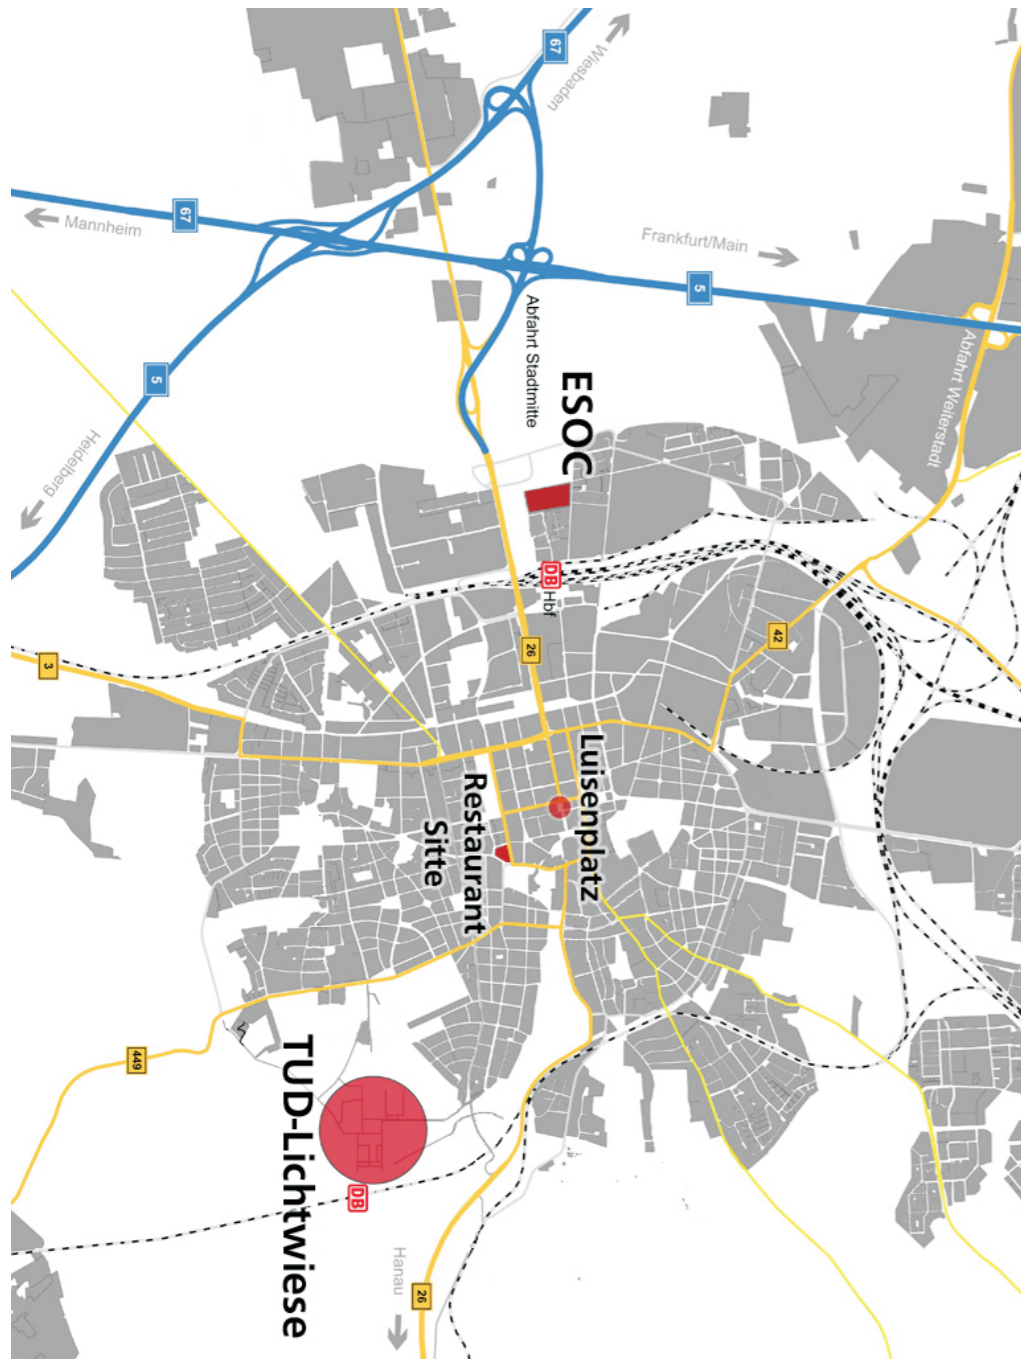 67
Wiesbaden
67
Mannheim
Frankfurt/Main
5
Abfahrt Stadtmitte
Abfahrt Weiterstadt
5
Heidelberg
ESOC
DB
Hbf
26
42
3
Luisenplatz
Restaurant
Sitte
TUD-Lichtwiese
449
DB
Hanau
26